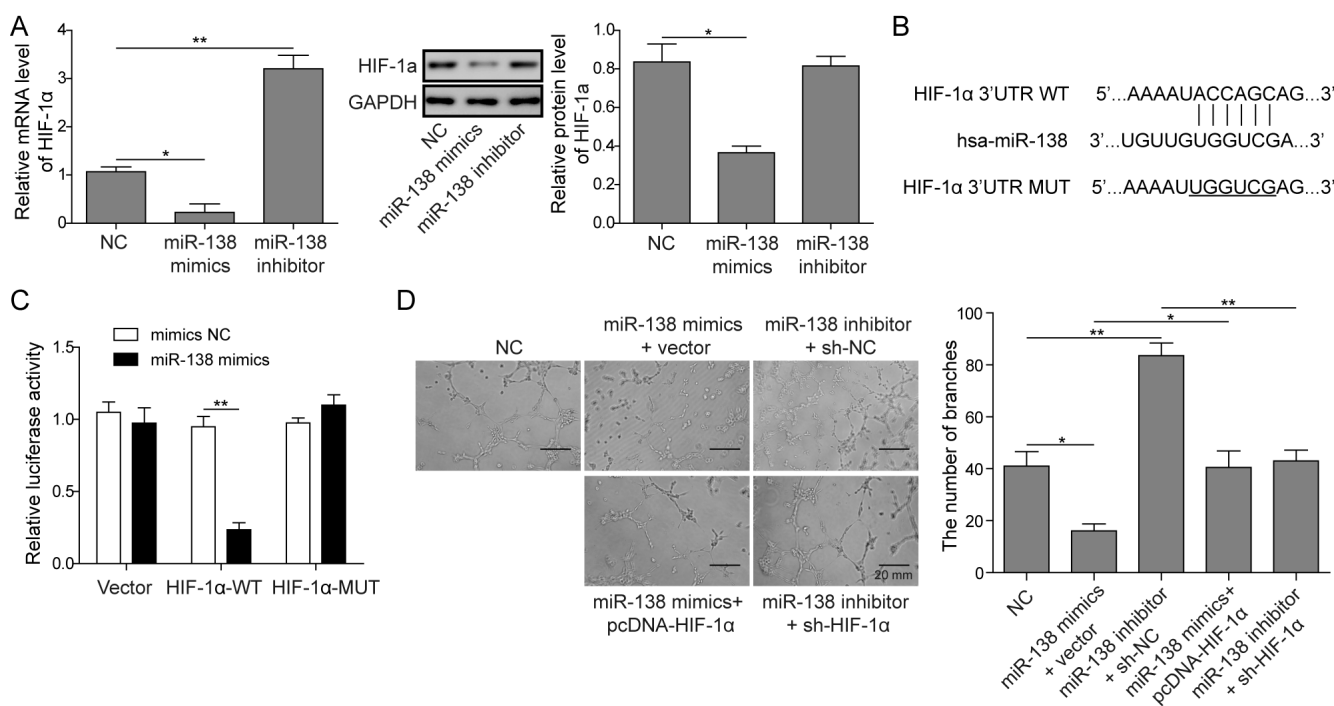 A
Relative mRNA level
of HIF-1α
4
3
2
1
0
**
*
NC
miR-138
mimics
miR-138
inhibitor
HIF-1a
GAPDH
NC
miR-138 mimics
miR-138 inhibitor
Relative protein level
of HIF-1a
1.0
0.8
0.6
0.4
0.2
0.0
*
NC
miR-138
mimics
miR-138
inhibitor
B
HIF-1α 3'UTR WT 5'...AAAAUACCAGCAG...3'
hsa-miR-138 3' UGUUGUGGUCGA...3'
HIF-1α 3'UTR MUT 5'...AAAAUUGGUCGAG...3'
C
mimics NC
miR-138 mimics
Relative luciferase activity
1.5
1.0
0.5
0.0
**
Vector
HIF-1α-WT
HIF-1α-MUT
D
NC
miR-138 mimics
+ vector
miR-138 inhibitor
+ sh-NC
20 mm
miR-138 mimics+
pcDNA-HIF-1α
miR-138 inhibitor
+ sh-HIF-1α
The number of branches
100
80
60
40
20
0
**
*
**
*
NC
miR-138 mimics
+ vector
miR-138 inhibitor
+ sh-NC
miR-138 mimics+
pcDNA-HIF-1α
miR-138 inhibitor
+ sh-HIF-1α